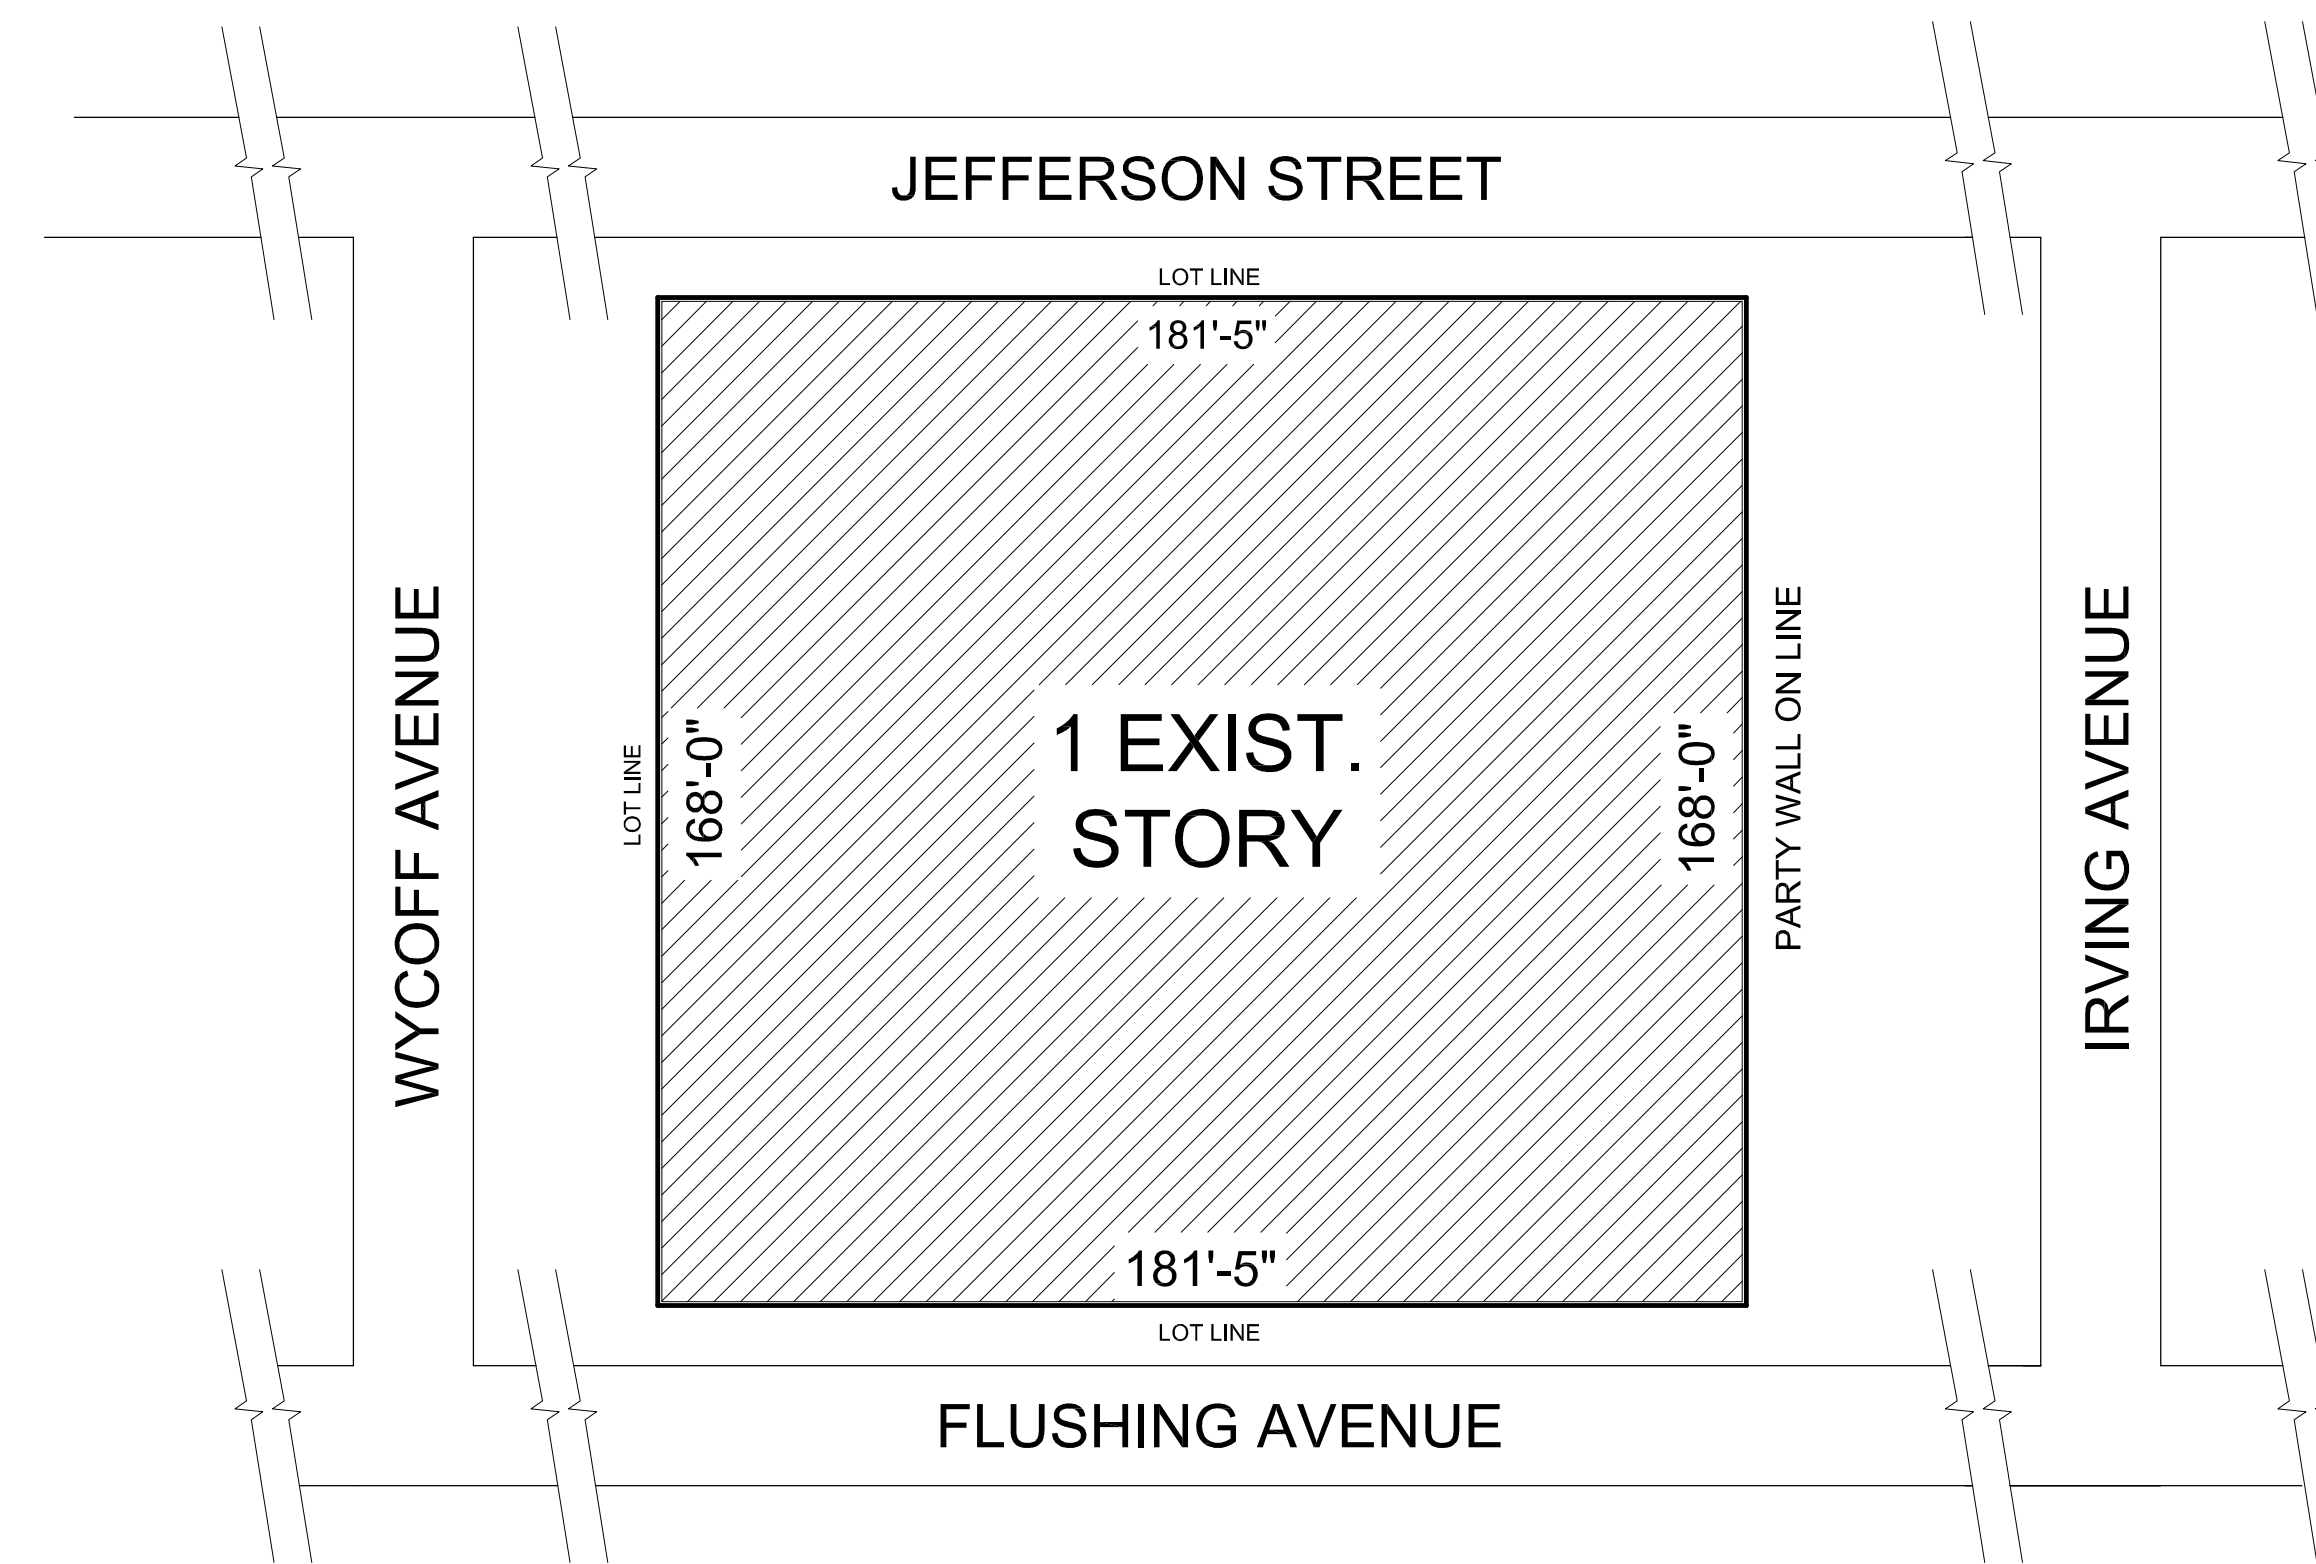 JEFFERSON STREET
LOT LINE
181'-5"
WYCOFF AVENUE
LOT LINE
168'-0"
1 EXIST.
STORY
168'-0"
PARTY WALL ON LINE
IRVING AVENUE
181'-5"
LOT LINE
FLUSHING AVENUE